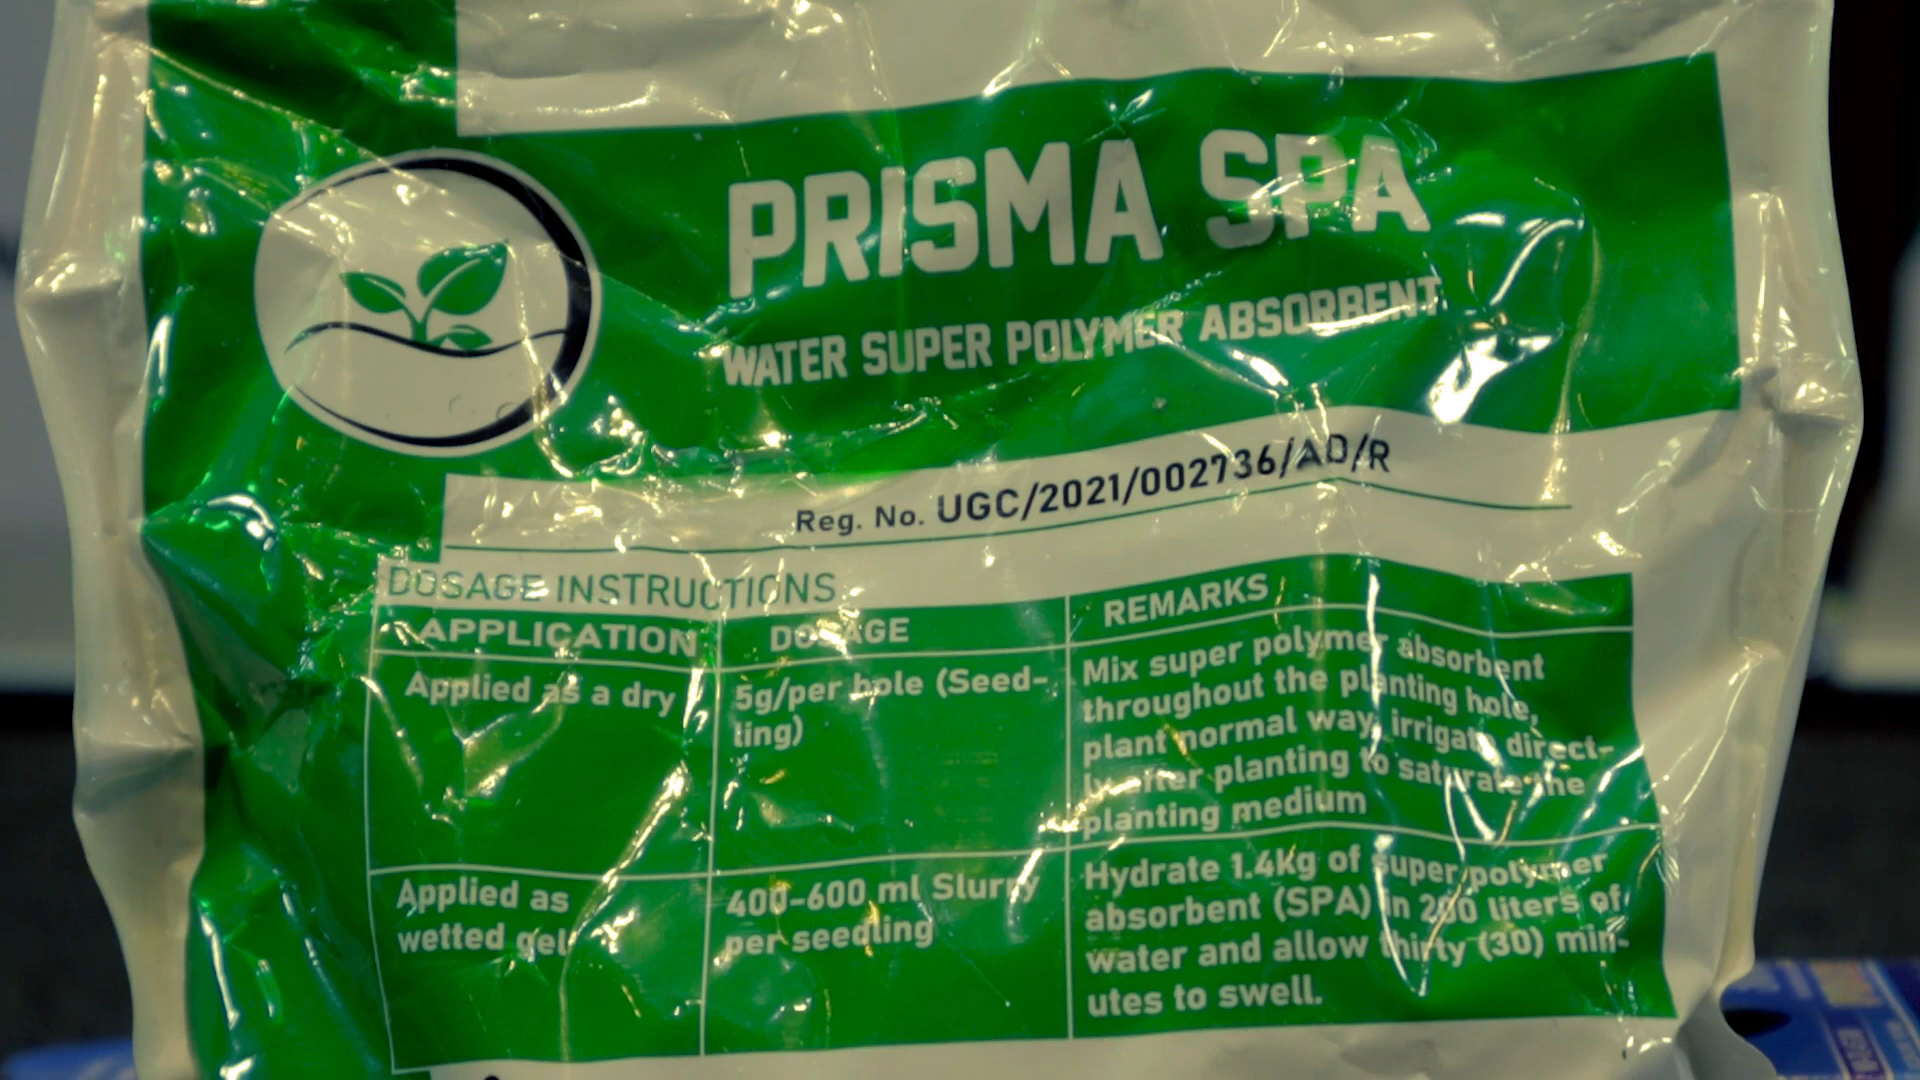 PRISMA SPA
WATER SUPER POLYMER ABSORBENT
Reg. No. UGC/2021/002736/AD/R
DOSAGE INSTRUCTIONS
APPLICATION
DOSAGE
REMARKS
Applied as a dry
5g/per hole (Seed-
ling)
Mix super polymer absorbent
throughout the planting hole,
plant normal way, irrigate direct-
ly after planting to saturate the
planting medium
Applied as
wetted gel
400-600 ml Slurry
per seedling
Hydrate 1.4kg of super polymer
absorbent (SPA) in 200 liters of
water and allow thirty (30) min-
utes to swell.